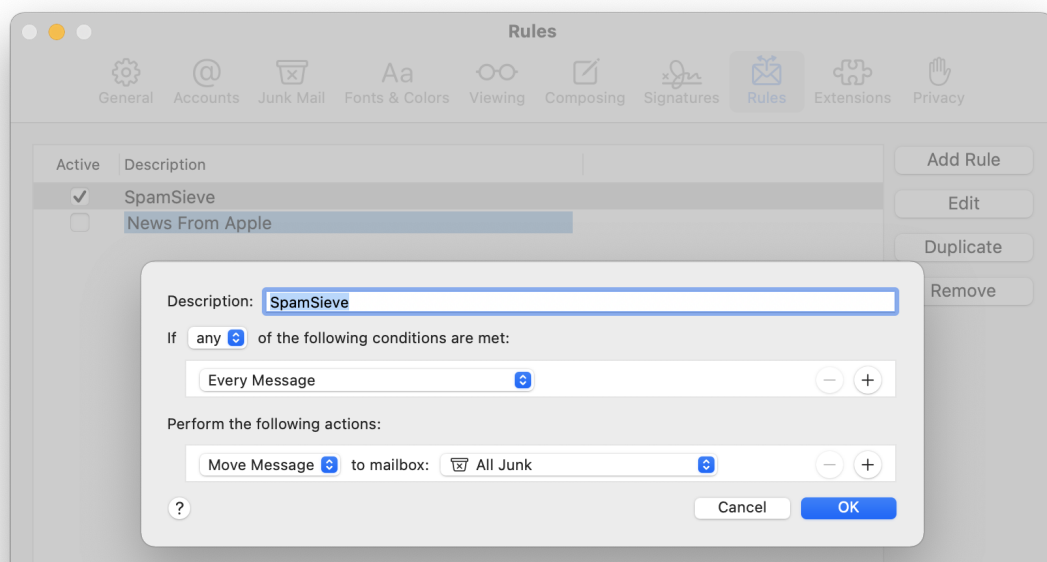 Rules
General Accounts Junk Mail Fonts & Colors Viewing Composing Signatures Rules Extensions Privacy
Active Description
Add Rule
SpamSieve
Edit
News From Apple
Duplicate
Remove
Description: SpamSieve
If any of the following conditions are met:
Every Message
Perform the following actions:
Move Message to mailbox: All Junk
? Cancel OK